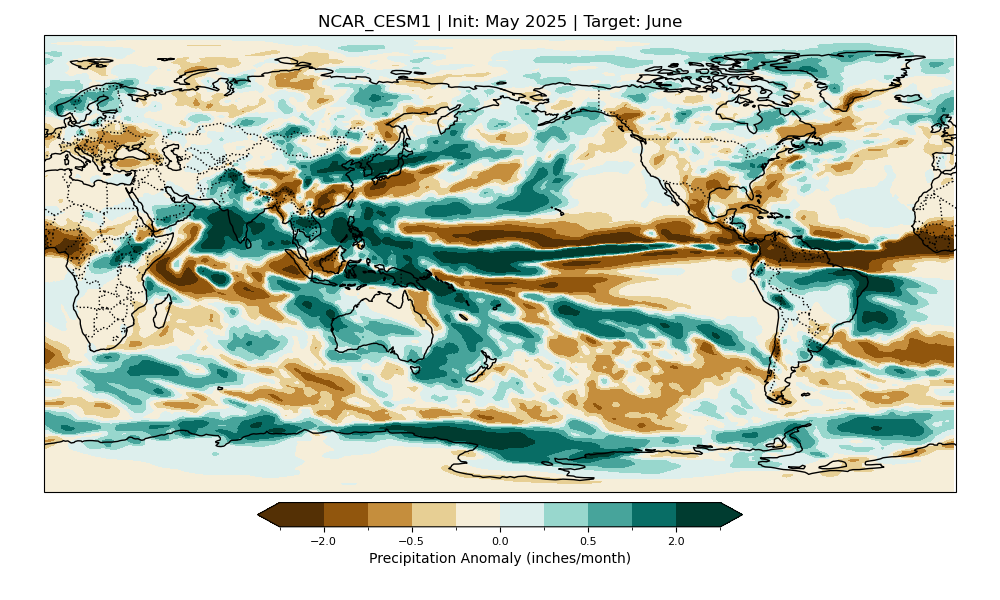 NCAR_CESM1 | Init: May 2025 | Target: June
−2.0 −0.5 0.0 0.5 2.0
Precipitation Anomaly (inches/month)